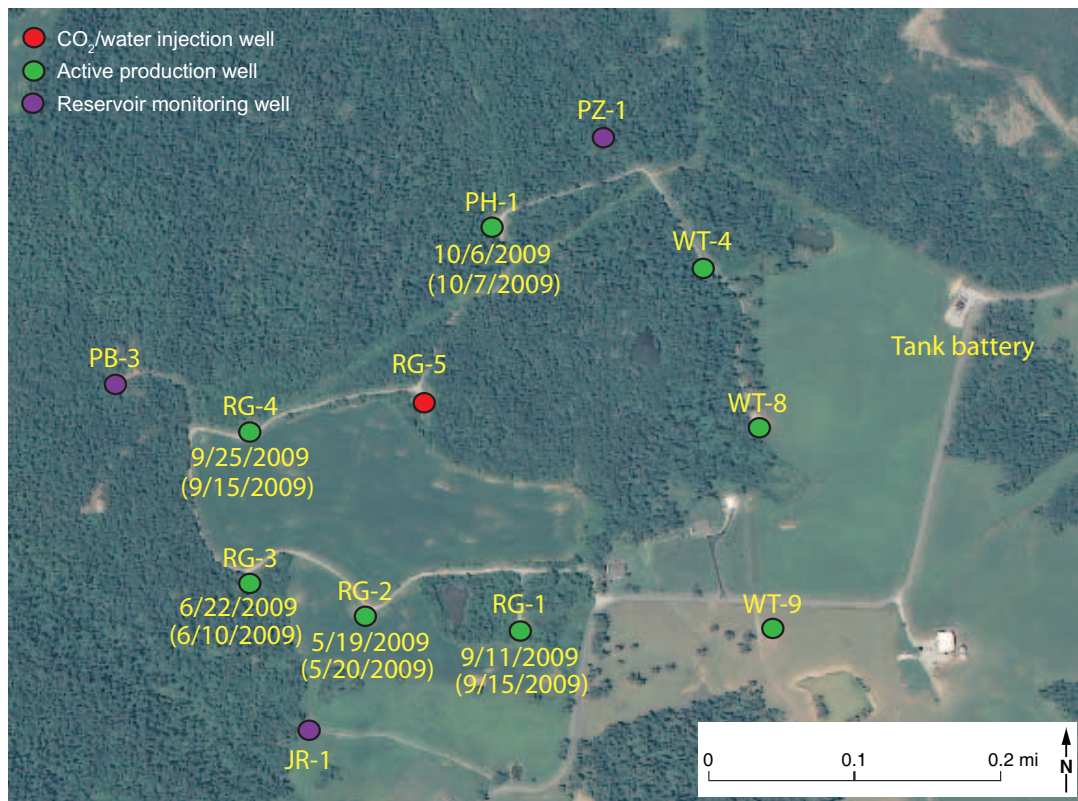 CO₂/water injection well
Active production well
Reservoir monitoring well
PZ-1
PH-1
10/6/2009
(10/7/2009)
WT-4
Tank battery
PB-3
RG-5
RG-4
9/25/2009
(9/15/2009)
WT-8
RG-3
6/22/2009
(6/10/2009)
RG-2
5/19/2009
(5/20/2009)
RG-1
9/11/2009
(9/15/2009)
WT-9
JR-1
0 0.1 0.2 mi
N